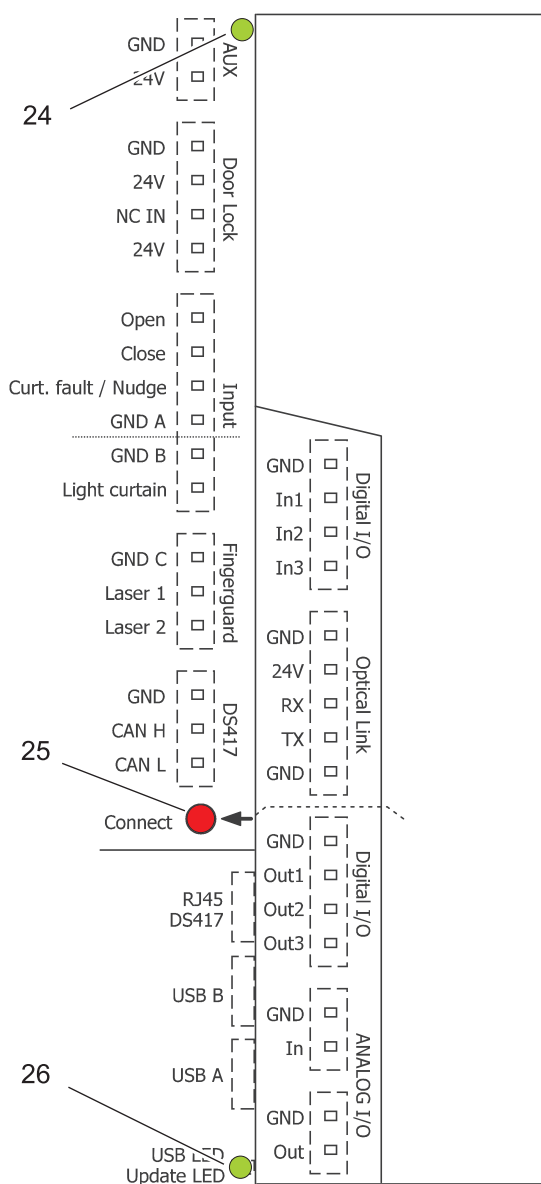 GND
24V
AUX
24
GND
24V
NC IN
24V
Door Lock
Open
Close
Curt. fault / Nudge
GND A
GND B
Light curtain
Input
GND
In1
In2
In3
Digital I/O
GND C
Laser 1
Laser 2
Fingerguard
GND
24V
RX
TX
GND
Optical Link
GND
CAN H
CAN L
DS417
25
Connect
GND
Out1
Out2
Out3
Digital I/O
RJ45
DS417
USB B
USB A
GND
In
GND
Out
ANALOG I/O
26
USB LED
Update LED